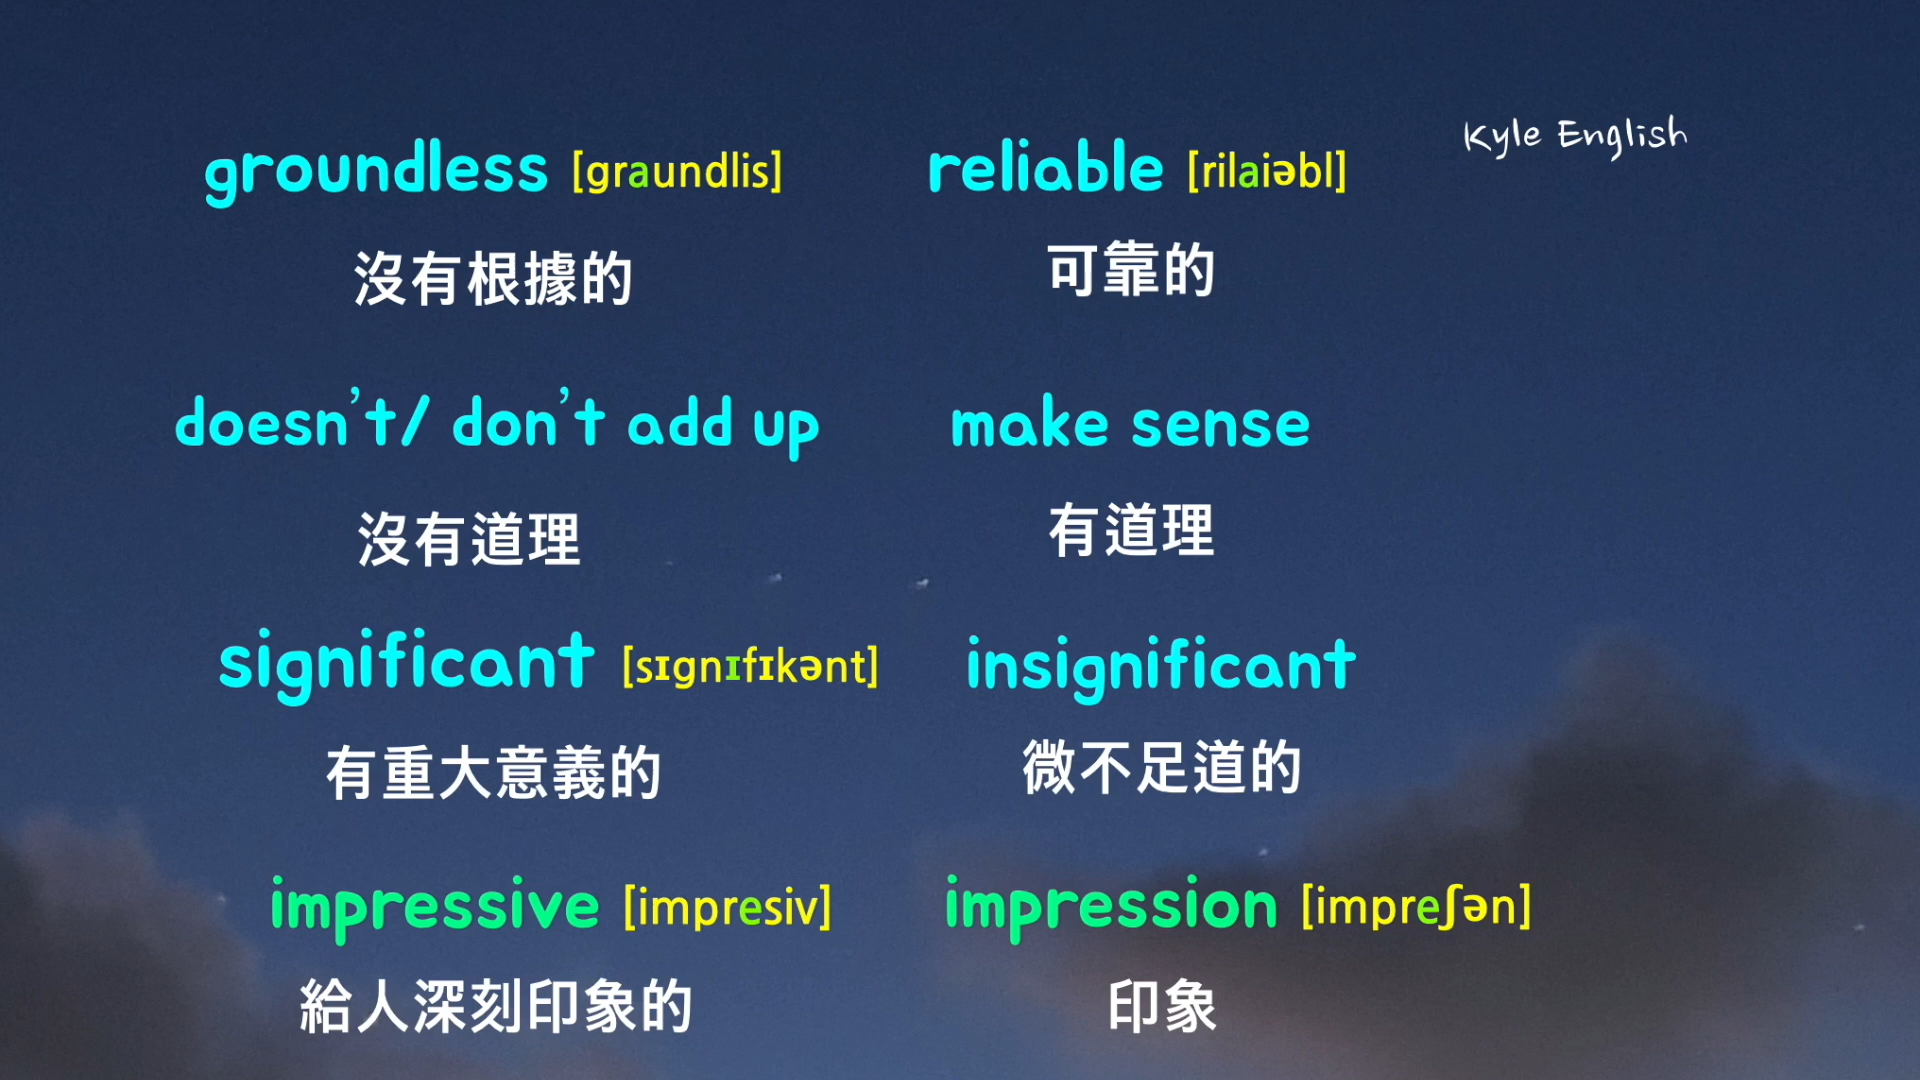 Kyle English
groundless [graundlis] reliable [rilaiəbl]
沒有根據的 可靠的
doesn't/ don't add up make sense
沒有道理 有道理
significant [sɪgnɪfɪkənt] insignificant
有重大意義的 微不足道的
impressive [impresiv] impression [impreʃən]
給人深刻印象的 印象